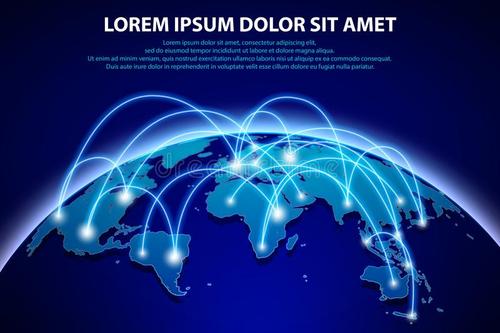 LOREM IPSUM DOLOR SIT AMET
Lorem ipsum dolor sit amet, consectetur adipiscing elit,
sed do eiusmod tempor incididunt ut labore
et dolore magna aliqua. Ut enim ad minim veniam,
quis nostrud exercitation ullamco laboris nisi ut aliquip
ex ea commodo consequat. Duis aute irure dolor in reprehenderit
in voluptate velit esse cillum dolore eu fugiat nulla pariatur.
dreamstime